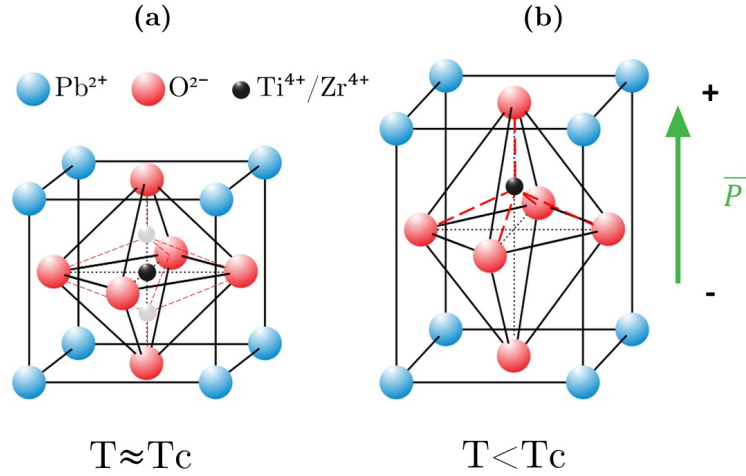 (a)
(b)
Pb²⁺ O²⁻ Ti⁴⁺/Zr⁴⁺
+
P
-
T≈Tc
T<Tc